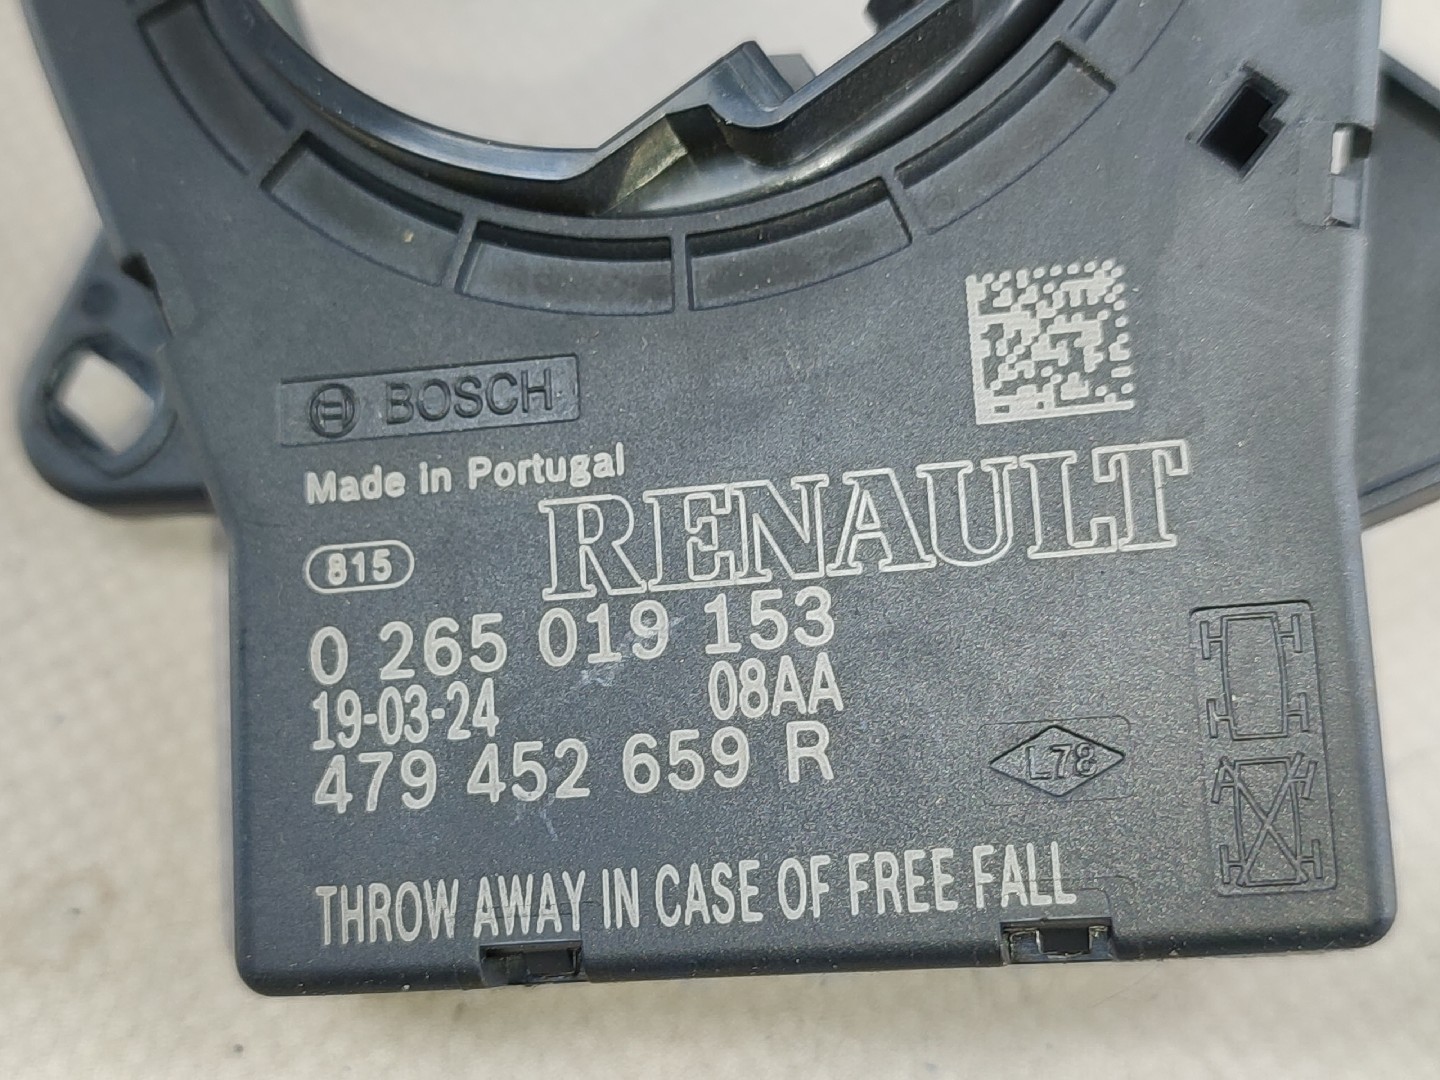 BOSCH
Made in Portugal
RENAULT
815
0 265 019 153
19-03-24 08AA
479 452 659 R
L78
THROW AWAY IN CASE OF FREE FALL